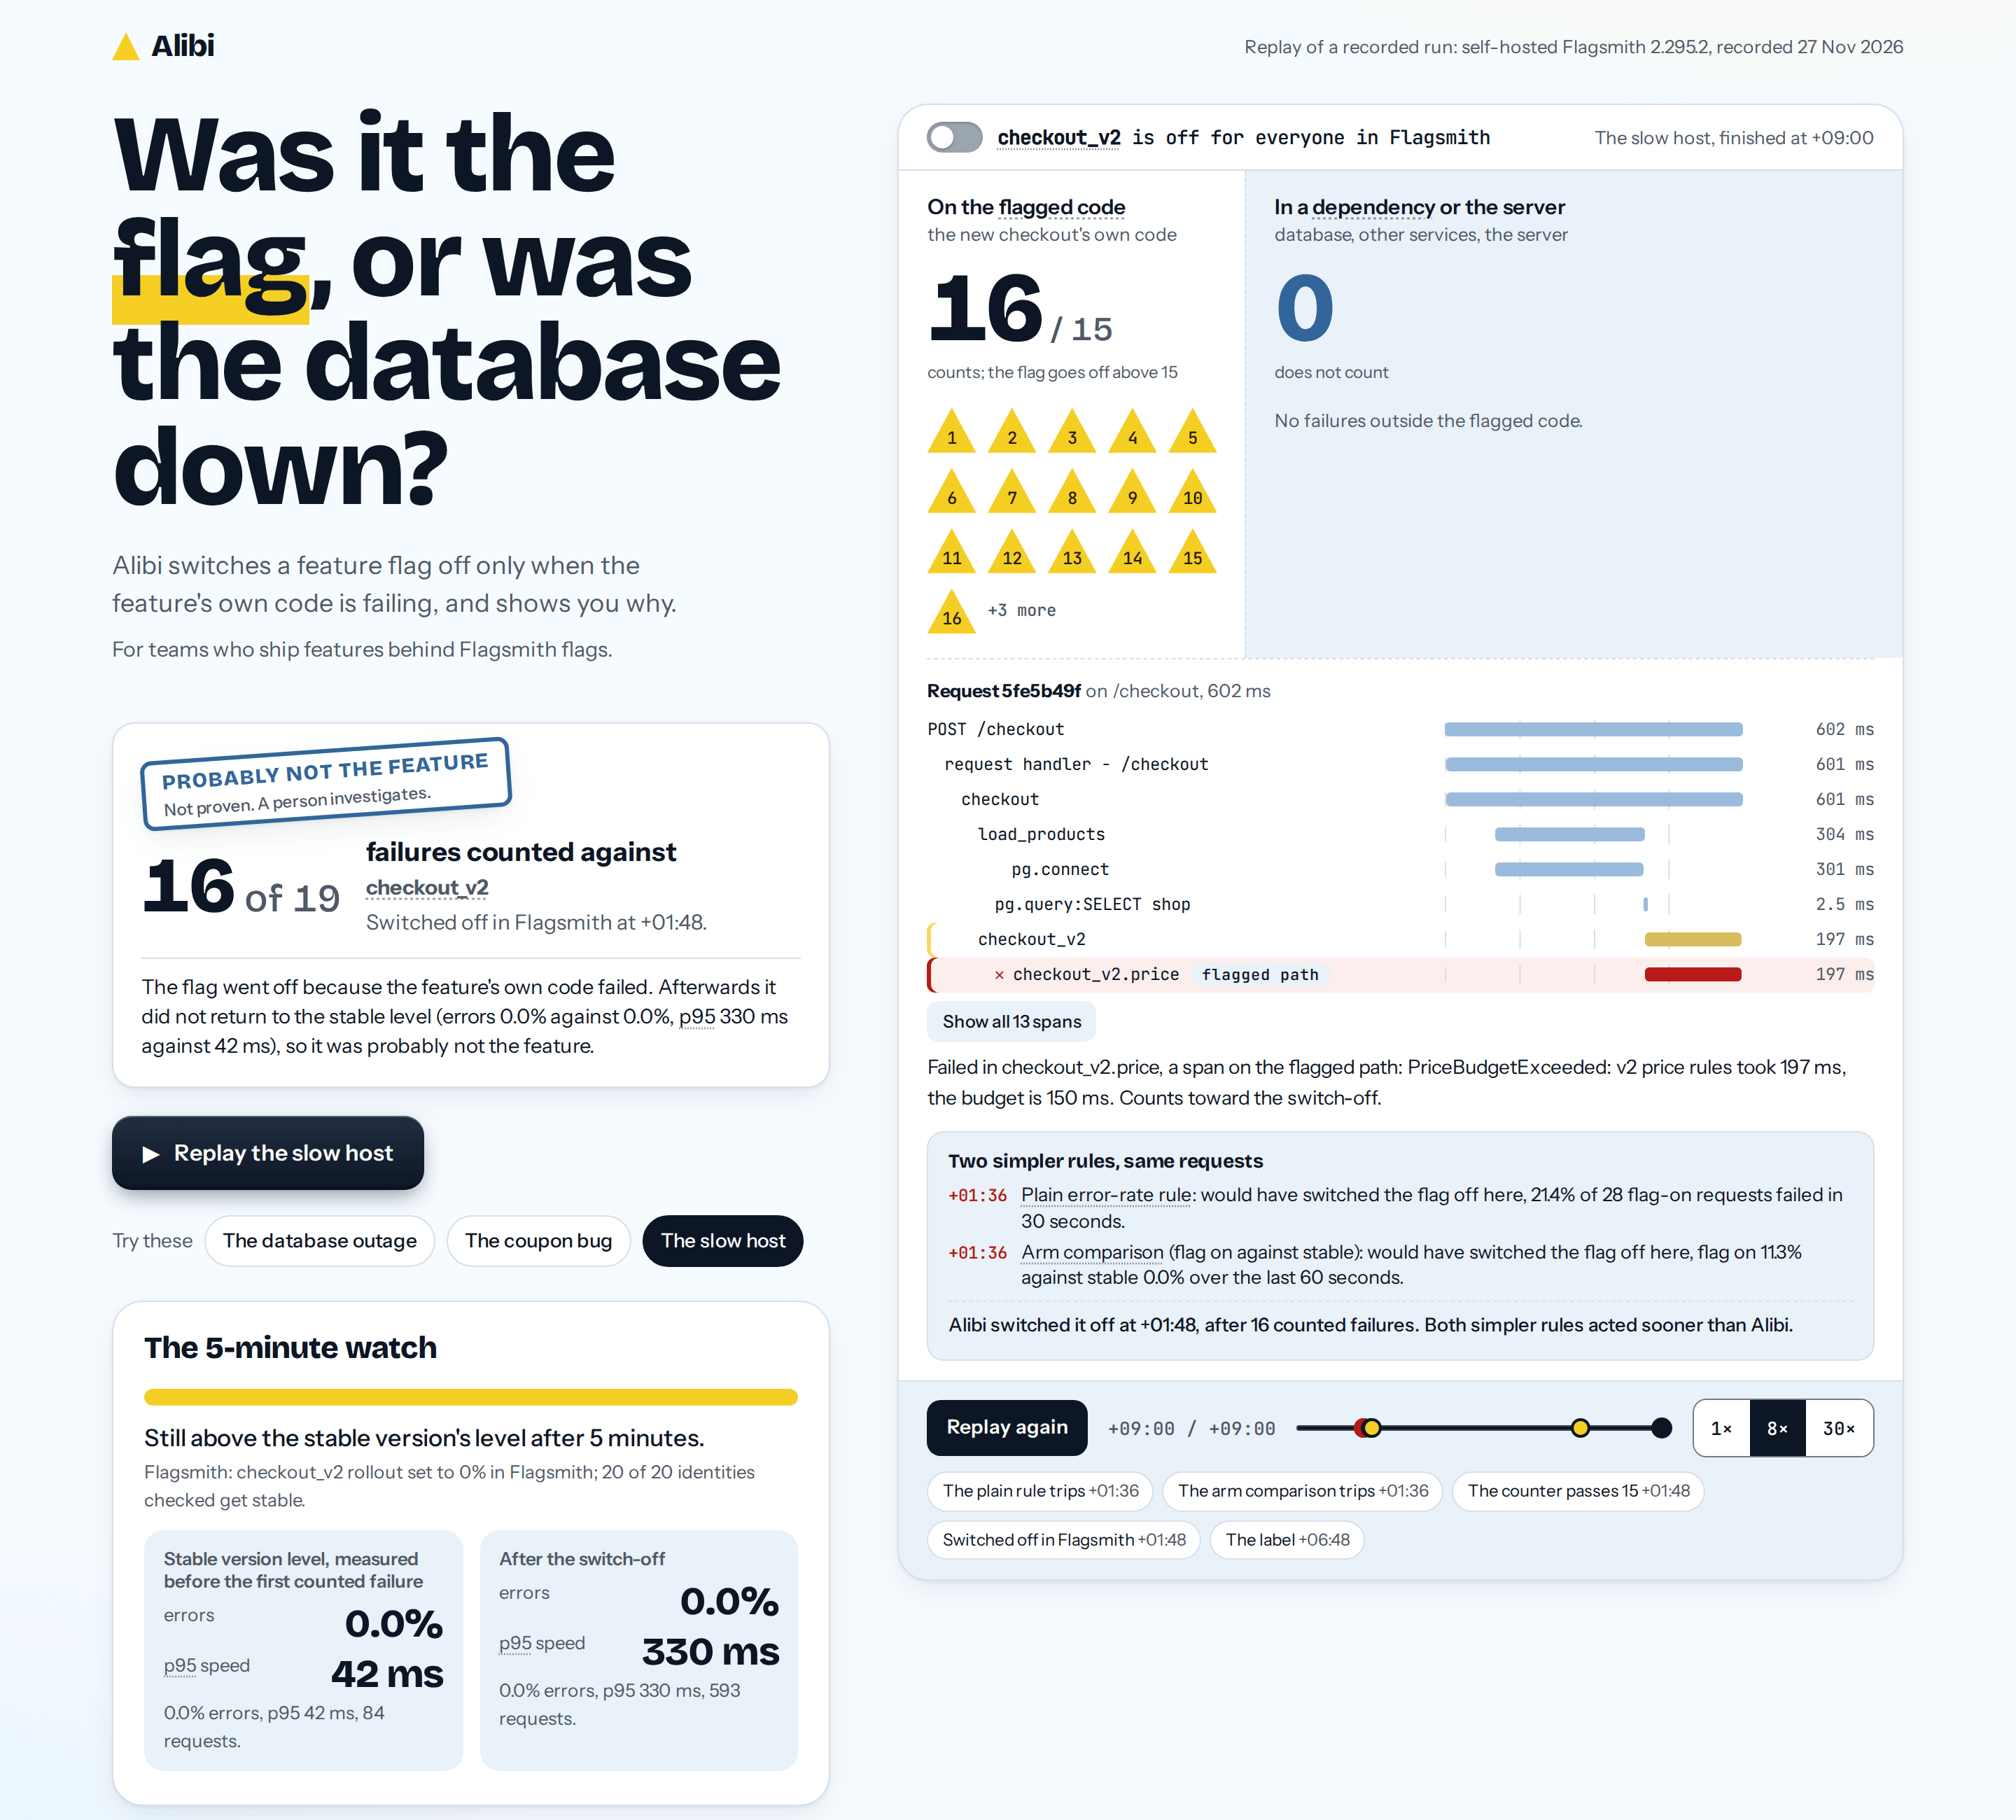 Alibi
Replay of a recorded run: self-hosted Flagsmith 2.295.2, recorded 27 Nov 2026
Was it the
flag, or was
the database
down?
Alibi switches a feature flag off only when the
feature's own code is failing, and shows you why.
For teams who ship features behind Flagsmith flags.
PROBABLY NOT THE FEATURE
Not proven. A person investigates.
16 of 19
failures counted against
checkout_v2
Switched off in Flagsmith at +01:48.
The flag went off because the feature's own code failed. Afterwards it
did not return to the stable level (errors 0.0% against 0.0%, p95 330 ms
against 42 ms), so it was probably not the feature.
▶ Replay the slow host
Try these
The database outage
The coupon bug
The slow host
The 5-minute watch
Still above the stable version's level after 5 minutes.
Flagsmith: checkout_v2 rollout set to 0% in Flagsmith; 20 of 20 identities
checked get stable.
Stable version level, measured
before the first counted failure
errors 0.0%
p95 speed 42 ms
0.0% errors, p95 42 ms, 84
requests.
After the switch-off
errors 0.0%
p95 speed 330 ms
0.0% errors, p95 330 ms, 593
requests.
checkout_v2 is off for everyone in Flagsmith
The slow host, finished at +09:00
On the flagged code
the new checkout's own code
16 / 15
counts; the flag goes off above 15
1 2 3 4 5
6 7 8 9 10
11 12 13 14 15
16 +3 more
In a dependency or the server
database, other services, the server
0
does not count
No failures outside the flagged code.
Request 5fe5b49f on /checkout, 602 ms
POST /checkout 602 ms
request handler - /checkout 601 ms
checkout 601 ms
load_products 304 ms
pg.connect 301 ms
pg.query:SELECT shop 2.5 ms
checkout_v2 197 ms
× checkout_v2.price flagged path 197 ms
Show all 13 spans
Failed in checkout_v2.price, a span on the flagged path: PriceBudgetExceeded: v2 price rules took 197 ms,
the budget is 150 ms. Counts toward the switch-off.
Two simpler rules, same requests
+01:36 Plain error-rate rule: would have switched the flag off here, 21.4% of 28 flag-on requests failed in
30 seconds.
+01:36 Arm comparison (flag on against stable): would have switched the flag off here, flag on 11.3%
against stable 0.0% over the last 60 seconds.
Alibi switched it off at +01:48, after 16 counted failures. Both simpler rules acted sooner than Alibi.
Replay again
+09:00 / +09:00
1× 8× 30×
The plain rule trips +01:36
The arm comparison trips +01:36
The counter passes 15 +01:48
Switched off in Flagsmith +01:48
The label +06:48